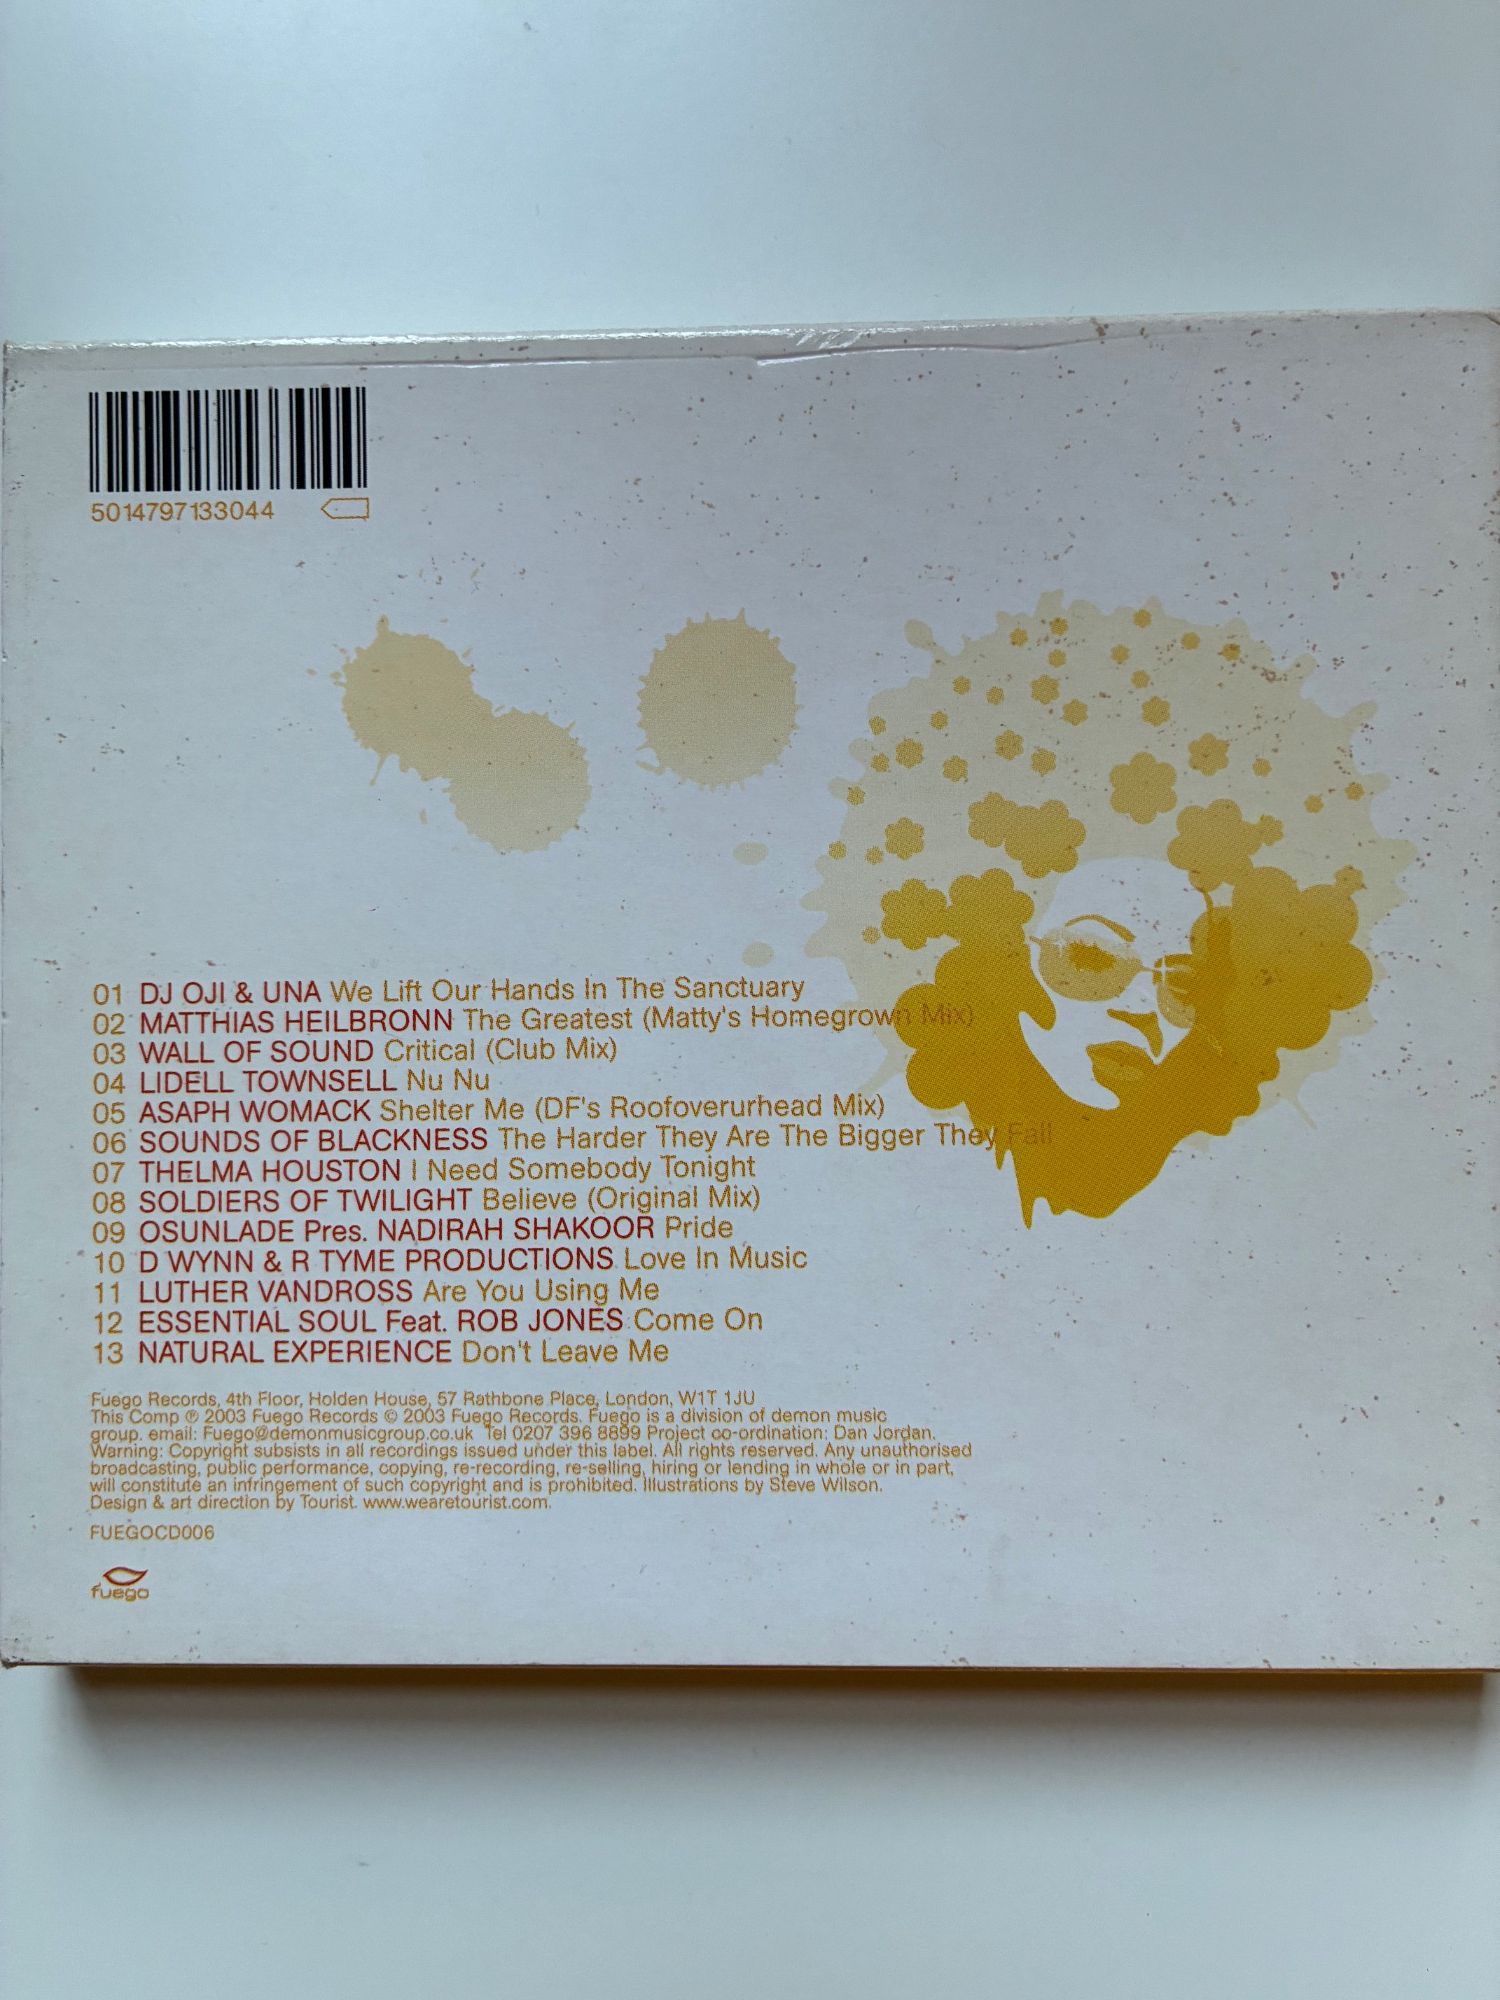 5014797133044
01 DJ OJI & UNA We Lift Our Hands In The Sanctuary
02 MATTHIAS HEILBRONN The Greatest (Matty's Homegrown Mix)
03 WALL OF SOUND Critical (Club Mix)
04 LIDELL TOWNSELL Nu Nu
05 ASAPH WOMACK Shelter Me (DF's Roofoverurhead Mix)
06 SOUNDS OF BLACKNESS The Harder They Are The Bigger They Fall
07 THELMA HOUSTON I Need Somebody Tonight
08 SOLDIERS OF TWILIGHT Believe (Original Mix)
09 OSUNLADE Pres. NADIRAH SHAKOOR Pride
10 D WYNN & R TYME PRODUCTIONS Love In Music
11 LUTHER VANDROSS Are You Using Me
12 ESSENTIAL SOUL Feat. ROB JONES Come On
13 NATURAL EXPERIENCE Don't Leave Me
Fuego Records, 4th Floor, Holden House, 57 Rathbone Place, London, W1T 1JU
This Comp ℗ 2003 Fuego Records © 2003 Fuego Records. Fuego is a division of demon music
group. email: Fuego@demonmusicgroup.co.uk Tel 0207 396 8899 Project co-ordination: Dan Jordan.
Warning: Copyright subsists in all recordings issued under this label. All rights reserved. Any unauthorised
broadcasting, public performance, copying, re-recording, re-selling, hiring or lending in whole or in part,
will constitute an infringement of such copyright and is prohibited. Illustrations by Steve Wilson.
Design & art direction by Tourist. www.wearetourist.com.
FUEGOCD006
fuego